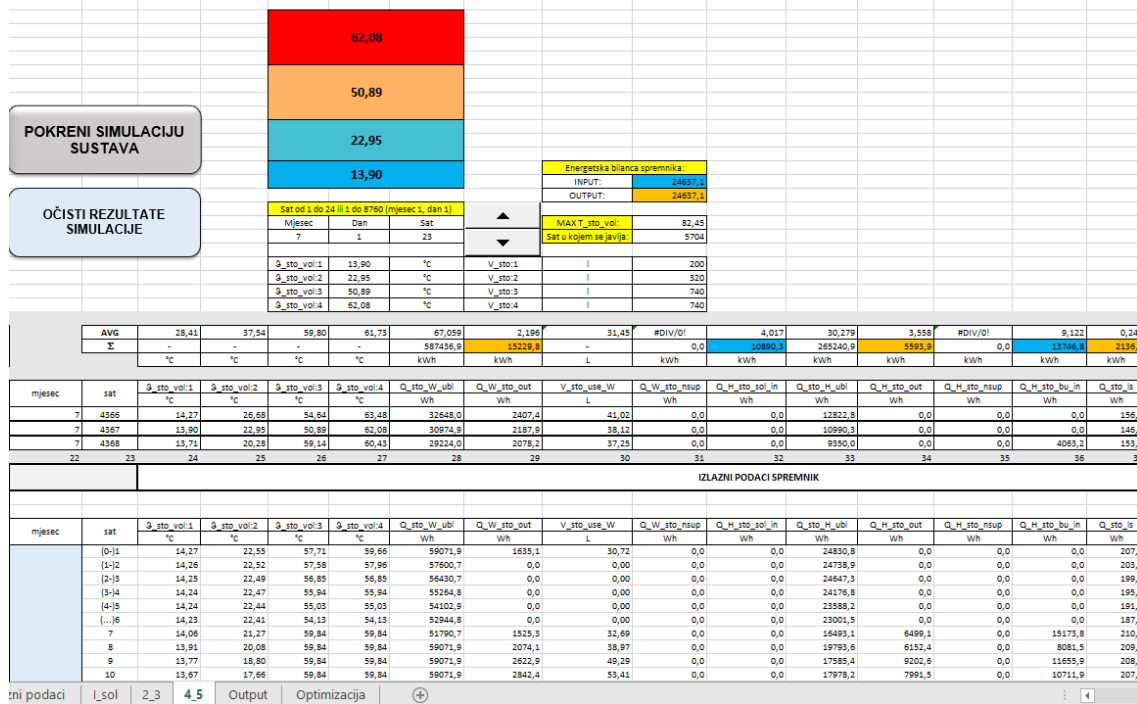 62,08
50,89
POKRENI SIMULACIJU
SUSTAVA
22,95
13,90
Energetska bilanca spremnika:
INPUT: 24637,1
OUTPUT: 24637,1
OČISTI REZULTATE
SIMULACIJE
Sat od 1 do 24 ili 1 do 8760 (mjesec 1, dan 1)
Mjesec Dan Sat MAX T_sto_vol: 82,45
7 1 23 Sat u kojem se javlja: 5704
ϑ_sto_vol:1 13,90 °C V_sto:1 l 200
ϑ_sto_vol:2 22,95 °C V_sto:2 l 320
ϑ_sto_vol:3 50,89 °C V_sto:3 l 740
ϑ_sto_vol:4 62,08 °C V_sto:4 l 740
AVG 28,41 37,54 59,80 61,73 67,059 2,196 31,45 #DIV/0! 4,017 30,279 3,558 #DIV/0! 9,122 0,24
Σ - - - - 587436,9 15229,8 - 0,0 10890,3 265240,9 5593,9 0,0 13746,8 2136,
°C °C °C °C kWh kWh L kWh kWh kWh kWh kWh kWh kWh
mjesec sat ϑ_sto_vol:1 ϑ_sto_vol:2 ϑ_sto_vol:3 ϑ_sto_vol:4 Q_sto_W_ubl Q_W_sto_out V_sto_use_W Q_W_sto_nsup Q_H_sto_sol_in Q_sto_H_ubl Q_H_sto_out Q_H_sto_nsup Q_H_sto_bu_in Q_sto_ls
°C °C °C °C Wh Wh L Wh Wh Wh Wh Wh Wh Wh
7 4366 14,27 26,68 54,64 63,48 32648,0 2407,4 41,02 0,0 0,0 12822,8 0,0 0,0 0,0 156,
7 4367 13,90 22,95 50,89 62,08 30974,9 2187,9 38,12 0,0 0,0 10990,3 0,0 0,0 0,0 146,
7 4368 13,71 20,28 59,14 60,43 29224,0 2078,2 37,25 0,0 0,0 9350,0 0,0 0,0 4063,2 153,
22 23 24 25 26 27 28 29 30 31 32 33 34 35 36 3
IZLAZNI PODACI SPREMNIK
mjesec sat ϑ_sto_vol:1 ϑ_sto_vol:2 ϑ_sto_vol:3 ϑ_sto_vol:4 Q_sto_W_ubl Q_W_sto_out V_sto_use_W Q_W_sto_nsup Q_H_sto_sol_in Q_sto_H_ubl Q_H_sto_out Q_H_sto_nsup Q_H_sto_bu_in Q_sto_ls
°C °C °C °C Wh Wh L Wh Wh Wh Wh Wh Wh Wh
(0-)1 14,27 22,55 57,71 59,66 59071,9 1635,1 30,72 0,0 0,0 24830,8 0,0 0,0 0,0 207,
(1-)2 14,26 22,52 57,58 57,96 57600,7 0,0 0,00 0,0 0,0 24738,9 0,0 0,0 0,0 203,
(2-)3 14,25 22,49 56,85 56,85 56430,7 0,0 0,00 0,0 0,0 24647,3 0,0 0,0 0,0 199,
(3-)4 14,24 22,47 55,94 55,94 55264,8 0,0 0,00 0,0 0,0 24176,8 0,0 0,0 0,0 195,
(4-)5 14,24 22,44 55,03 55,03 54102,9 0,0 0,00 0,0 0,0 23588,2 0,0 0,0 0,0 191,
(...)6 14,23 22,41 54,13 54,13 52944,8 0,0 0,00 0,0 0,0 23001,5 0,0 0,0 0,0 187,
7 14,06 21,27 59,84 59,84 51790,7 1525,3 32,69 0,0 0,0 16493,1 6499,1 0,0 15173,8 210,
8 13,91 20,08 59,84 59,84 59071,9 2074,1 38,97 0,0 0,0 19793,6 6152,4 0,0 8081,5 209,
9 13,77 18,80 59,84 59,84 59071,9 2622,9 49,29 0,0 0,0 17585,4 9202,6 0,0 11655,9 208,
10 13,67 17,66 59,84 59,84 59071,9 2842,4 53,41 0,0 0,0 17978,2 7991,5 0,0 10711,9 207,
zni podaci I_sol 2_3 4_5 Output Optimizacija